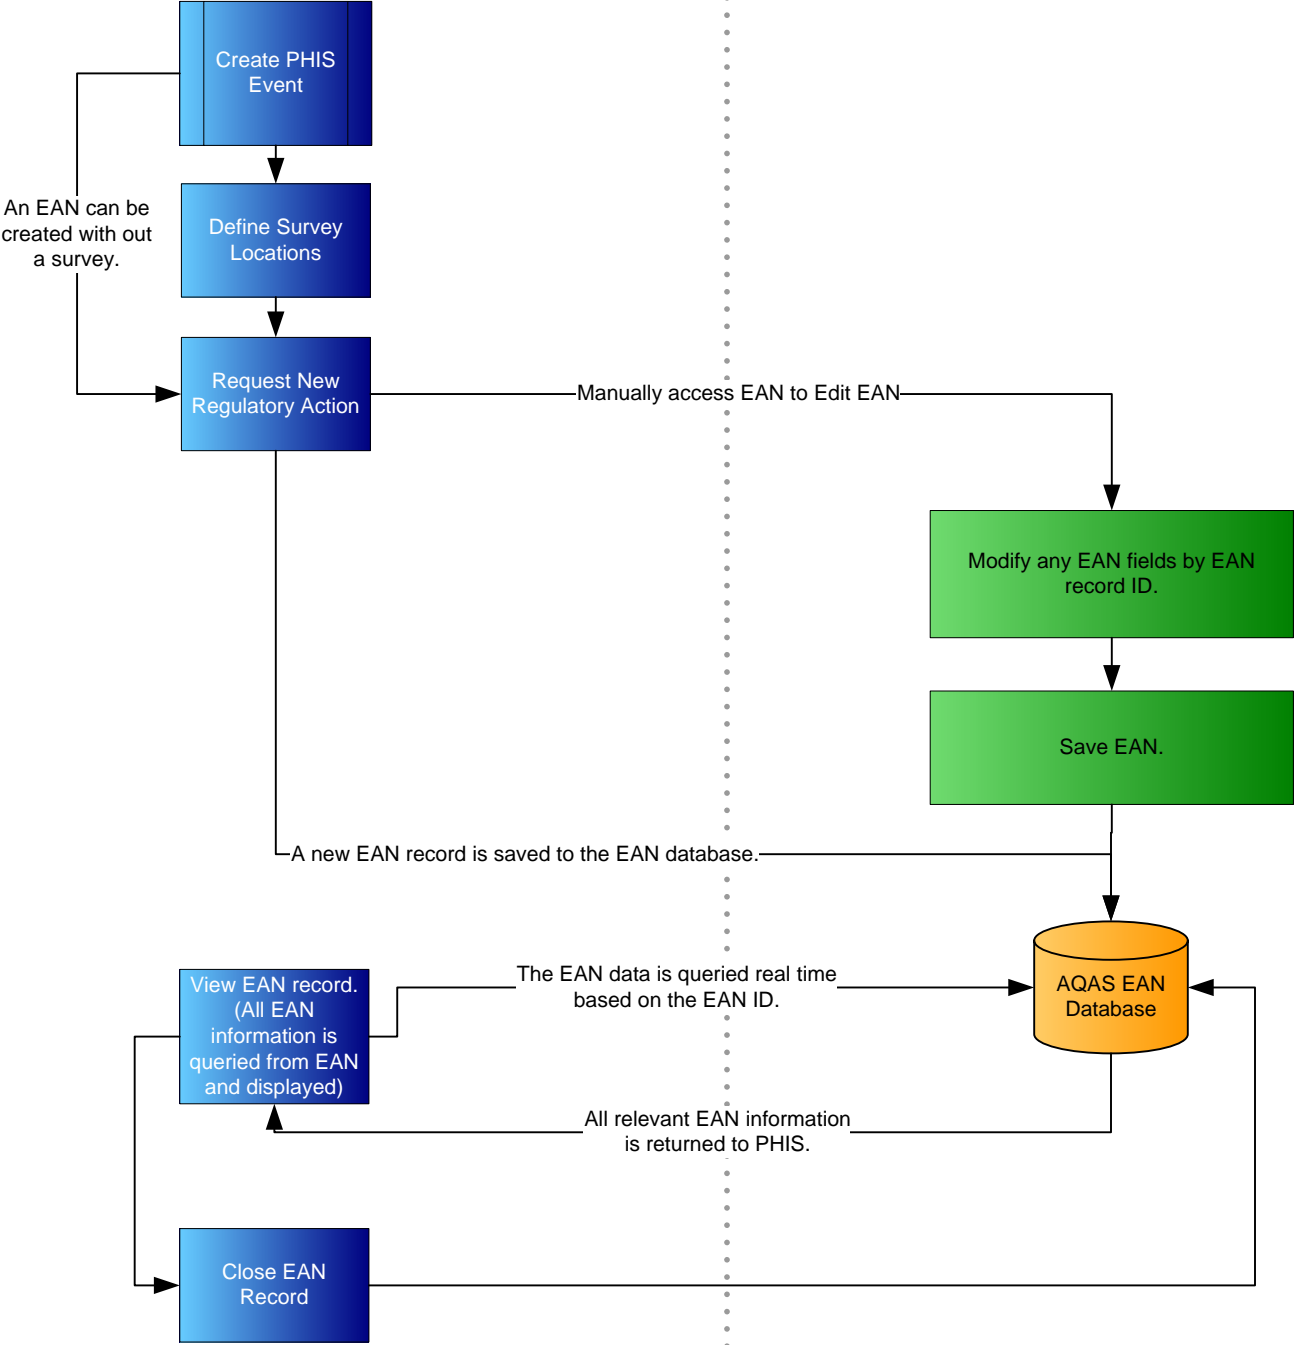 Create PHIS
Event
An EAN can be
created with out
a survey.
Define Survey
Locations
Request New
Regulatory Action
Manually access EAN to Edit EAN
Modify any EAN fields by EAN
record ID.
Save EAN.
A new EAN record is saved to the EAN database.
View EAN record.
(All EAN
information is
queried from EAN
and displayed)
The EAN data is queried real time
based on the EAN ID.
AQAS EAN
Database
All relevant EAN information
is returned to PHIS.
Close EAN
Record